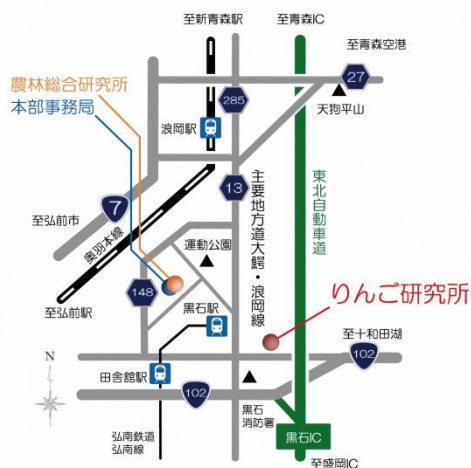 至新青森駅
至青森IC
至青森空港
27
天狗平山
農林総合研究所
本部事務局
285
浪岡駅
主要地方道大鰐・浪岡線
東北自動車道
13
7
至弘前市
奥羽本線
運動公園
148
黒石駅
りんご研究所
至弘前駅
至十和田湖
102
N
田舎館駅
102
黒石
消防署
弘南鉄道
弘南線
黒石IC
至盛岡IC